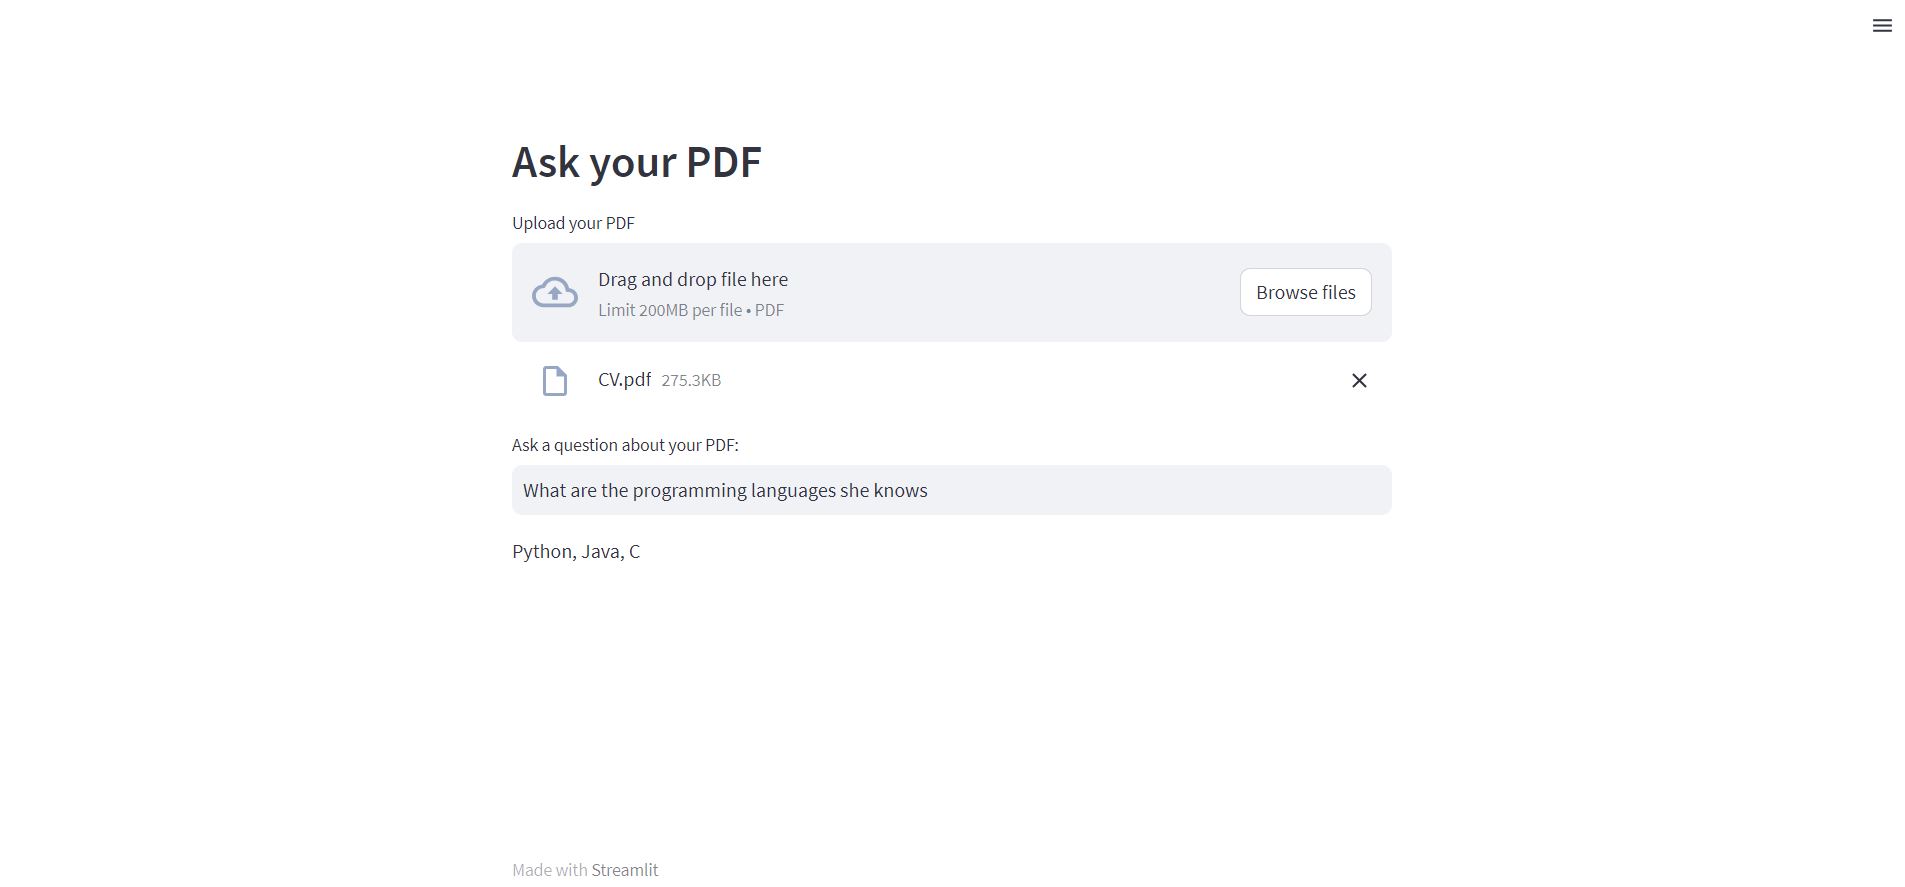 Ask your PDF
Upload your PDF
Drag and drop file here
Limit 200MB per file • PDF
Browse files
CV.pdf 275.3KB
Ask a question about your PDF:
What are the programming languages she knows
Python, Java, C
Made with Streamlit